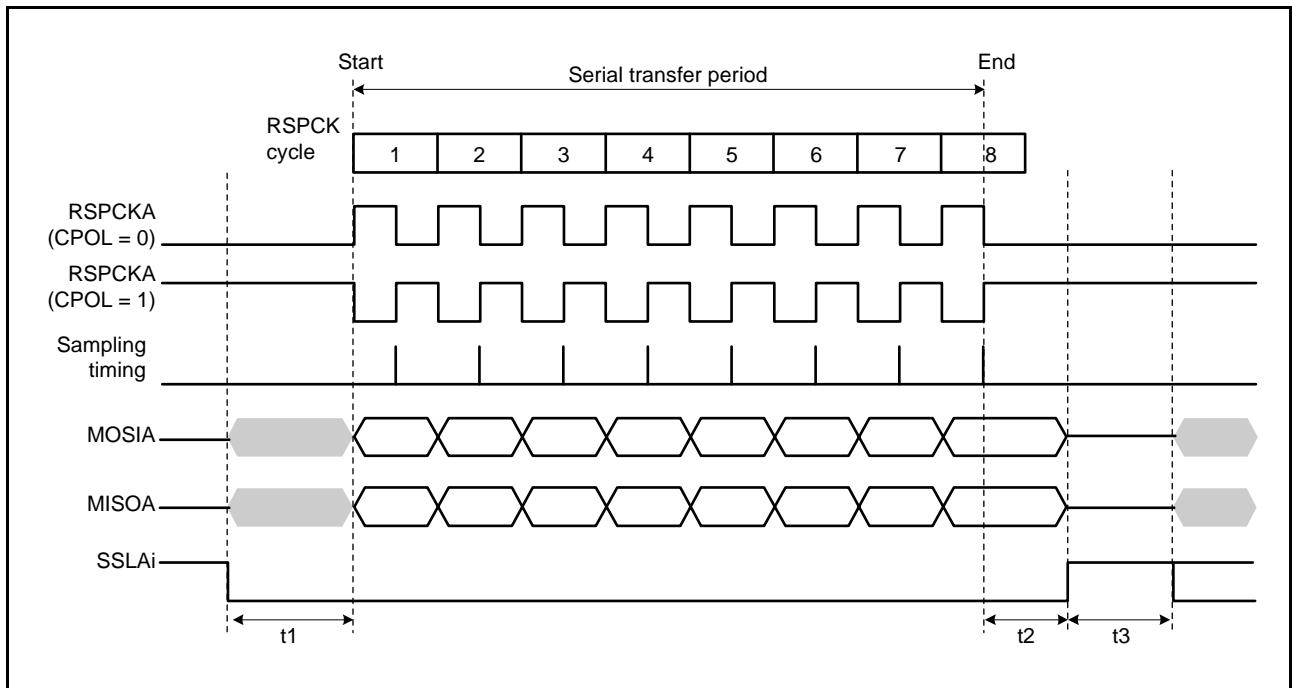 Start
End
Serial transfer period
RSPCK
cycle
1 2 3 4 5 6 7 8
RSPCKA
(CPOL = 0)
RSPCKA
(CPOL = 1)
Sampling
timing
MOSIA
MISOA
SSLAi
t1
t2
t3